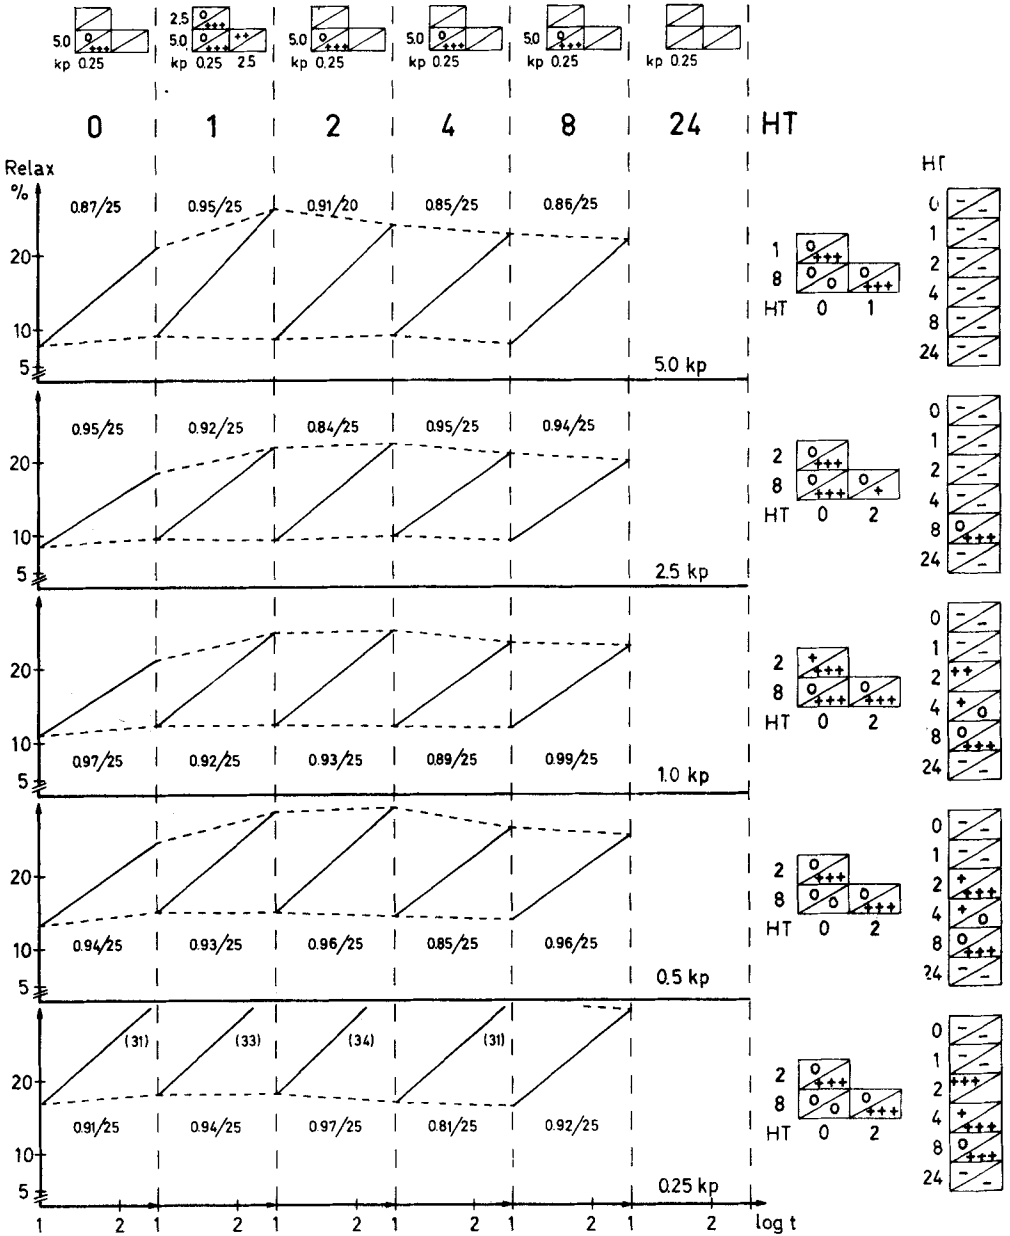 2.5 o +++
5.0 o +++ 5.0 o +++ ++ 5.0 o +++ 5.0 o +++ 5.0 o +++
kp 0.25 kp 0.25 2.5 kp 0.25 kp 0.25 kp 0.25 kp 0.25
0 1 2 4 8 24 HT
Relax
%
0.87/25 0.95/25 0.91/20 0.85/25 0.86/25
20
10
5
5.0 kp
1 o +++
8 o o o +++
HT 0 1
HT
0 - -
1 - -
2 - -
4 - -
8 - -
24 - -
0.95/25 0.92/25 0.84/25 0.95/25 0.94/25
20
10
5
2.5 kp
2 o +++
8 o +++ o +
HT 0 2
0 - -
1 - -
2 - -
4 - -
8 o +++
24 - -
20
10
5
0.97/25 0.92/25 0.93/25 0.89/25 0.99/25
1.0 kp
2 + +++
8 o +++ o +++
HT 0 2
0 - -
1 - -
2 ++
4 + o
8 o +++
24 - -
20
10
5
0.94/25 0.93/25 0.96/25 0.85/25 0.96/25
0.5 kp
2 o +++
8 o o o +++
HT 0 2
0 - -
1 - -
2 + +++
4 + o
8 o +++
24 - -
(31) (33) (34) (31)
20
10
5
0.91/25 0.94/25 0.97/25 0.81/25 0.92/25
0.25 kp
2 o +++
8 o o o +++
HT 0 2
0 - -
1 - -
2 +++
4 + +++
8 o +++
24 - -
1 2 1 2 1 2 1 2 1 2 1 2 log t